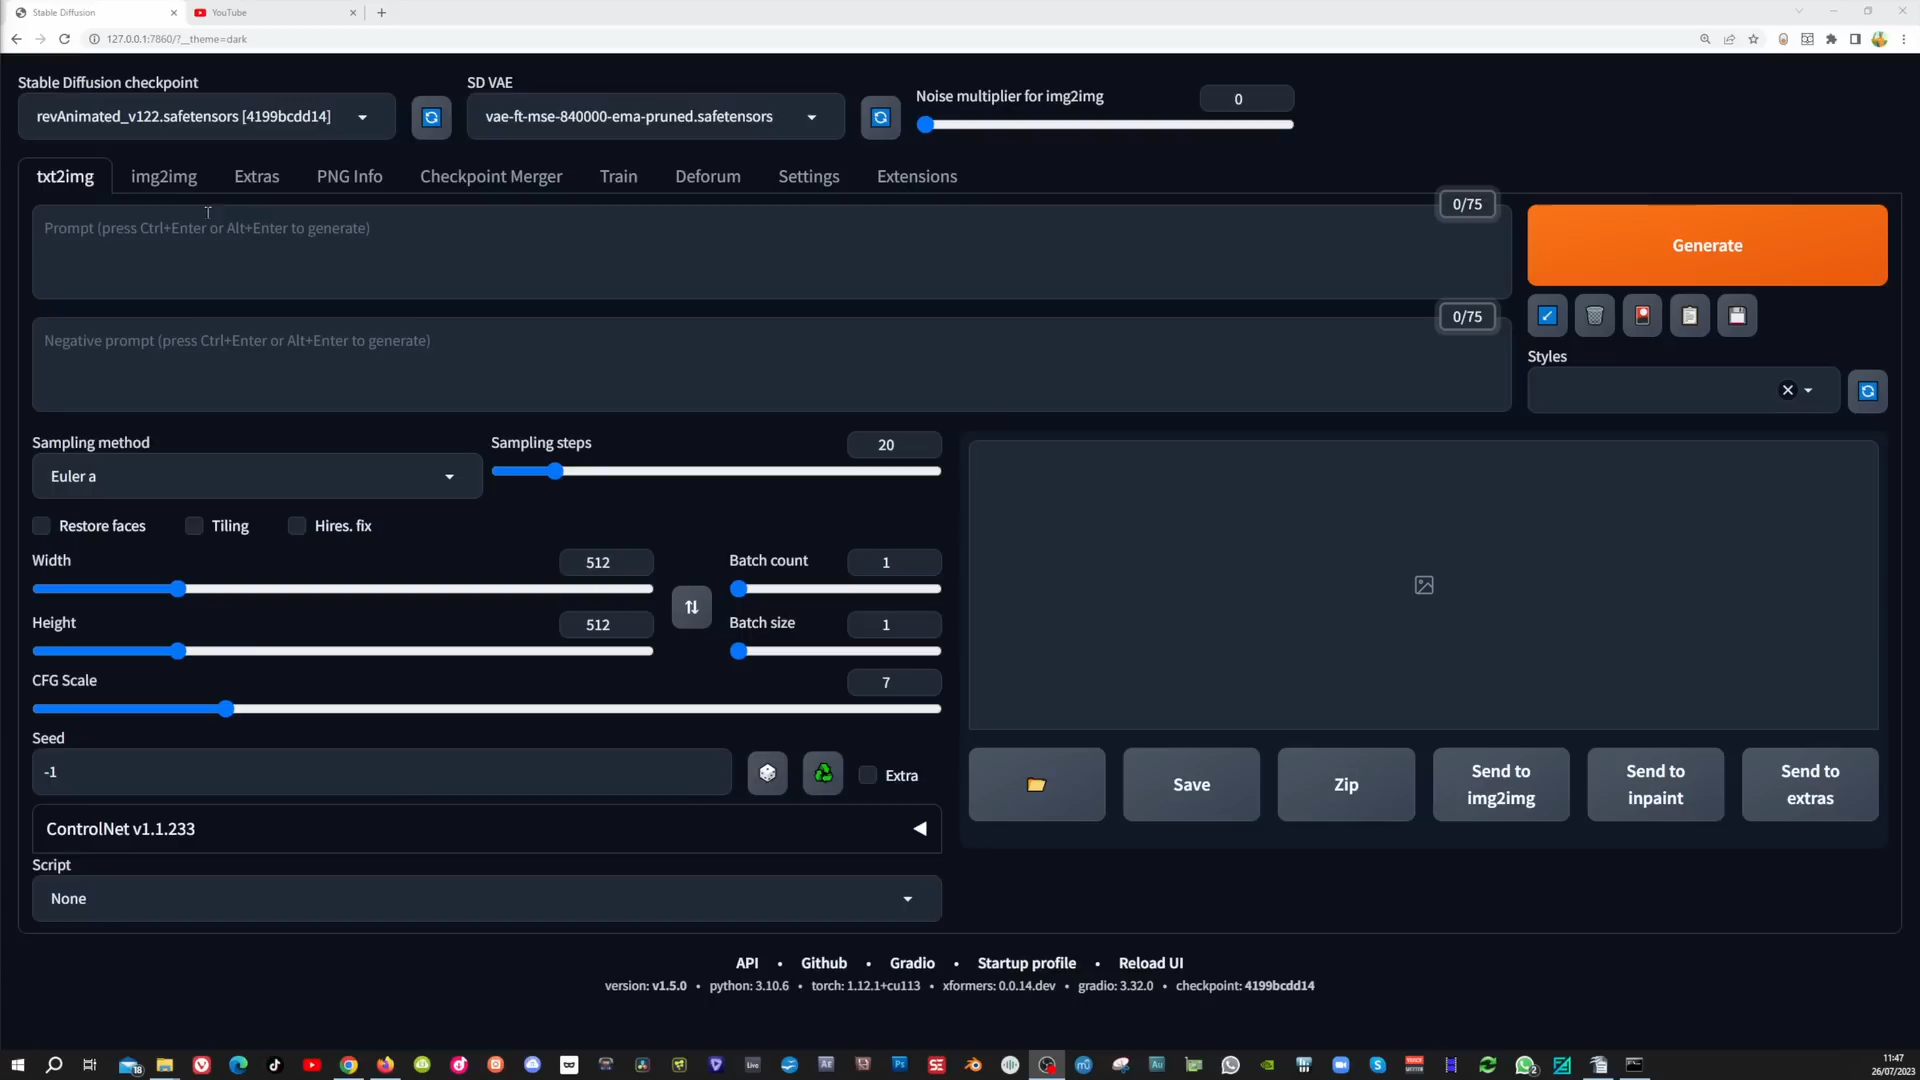 Stable Diffusion
YouTube
127.0.0.1:7860/?__theme=dark
Stable Diffusion checkpoint
SD VAE
Noise multiplier for img2img
0
revAnimated_v122.safetensors [4199bcdd14]
vae-ft-mse-840000-ema-pruned.safetensors
txt2img
img2img
Extras
PNG Info
Checkpoint Merger
Train
Deforum
Settings
Extensions
0/75
Prompt (press Ctrl+Enter or Alt+Enter to generate)
Generate
0/75
Negative prompt (press Ctrl+Enter or Alt+Enter to generate)
Styles
Sampling method
Euler a
Sampling steps
20
Restore faces
Tiling
Hires. fix
Width
512
Batch count
1
Height
512
Batch size
1
CFG Scale
7
Seed
-1
Extra
Save
Zip
Send to
img2img
Send to
inpaint
Send to
extras
ControlNet v1.1.233
Script
None
API • Github • Gradio • Startup profile • Reload UI
version: v1.5.0 • python: 3.10.6 • torch: 1.12.1+cu113 • xformers: 0.0.14.dev • gradio: 3.32.0 • checkpoint: 4199bcdd14
18
Live
Ae
Ps
SE
Au
2
11:47
26/07/2023